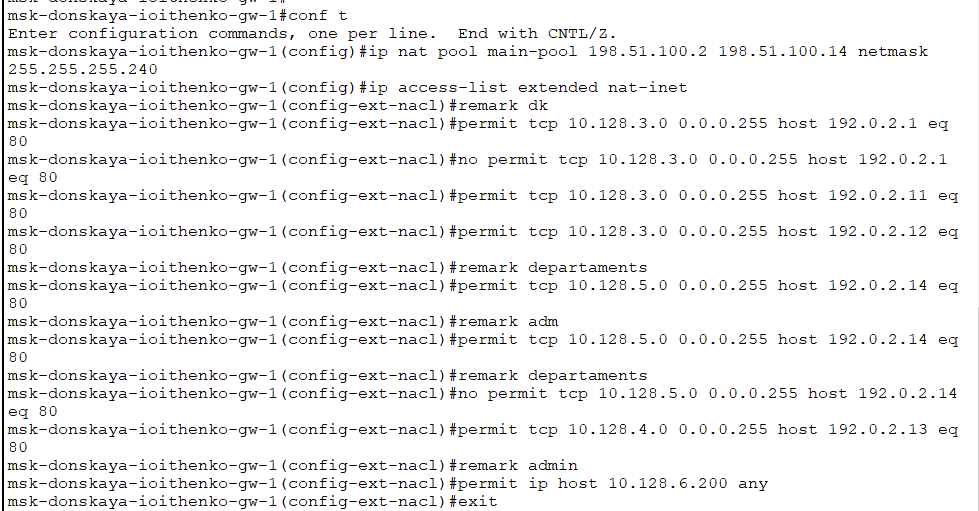 msk-donskaya-ioithenko-gw-1#conf t
Enter configuration commands, one per line.  End with CNTL/Z.
msk-donskaya-ioithenko-gw-1(config)#ip nat pool main-pool 198.51.100.2 198.51.100.14 netmask
255.255.255.240
msk-donskaya-ioithenko-gw-1(config)#ip access-list extended nat-inet
msk-donskaya-ioithenko-gw-1(config-ext-nacl)#remark dk
msk-donskaya-ioithenko-gw-1(config-ext-nacl)#permit tcp 10.128.3.0 0.0.0.255 host 192.0.2.1 eq
80
msk-donskaya-ioithenko-gw-1(config-ext-nacl)#no permit tcp 10.128.3.0 0.0.0.255 host 192.0.2.1
eq 80
msk-donskaya-ioithenko-gw-1(config-ext-nacl)#permit tcp 10.128.3.0 0.0.0.255 host 192.0.2.11 eq
80
msk-donskaya-ioithenko-gw-1(config-ext-nacl)#permit tcp 10.128.3.0 0.0.0.255 host 192.0.2.12 eq
80
msk-donskaya-ioithenko-gw-1(config-ext-nacl)#remark departaments
msk-donskaya-ioithenko-gw-1(config-ext-nacl)#permit tcp 10.128.5.0 0.0.0.255 host 192.0.2.14 eq
80
msk-donskaya-ioithenko-gw-1(config-ext-nacl)#remark adm
msk-donskaya-ioithenko-gw-1(config-ext-nacl)#permit tcp 10.128.5.0 0.0.0.255 host 192.0.2.14 eq
80
msk-donskaya-ioithenko-gw-1(config-ext-nacl)#remark departaments
msk-donskaya-ioithenko-gw-1(config-ext-nacl)#no permit tcp 10.128.5.0 0.0.0.255 host 192.0.2.14
eq 80
msk-donskaya-ioithenko-gw-1(config-ext-nacl)#permit tcp 10.128.4.0 0.0.0.255 host 192.0.2.13 eq
80
msk-donskaya-ioithenko-gw-1(config-ext-nacl)#remark admin
msk-donskaya-ioithenko-gw-1(config-ext-nacl)#permit ip host 10.128.6.200 any
msk-donskaya-ioithenko-gw-1(config-ext-nacl)#exit